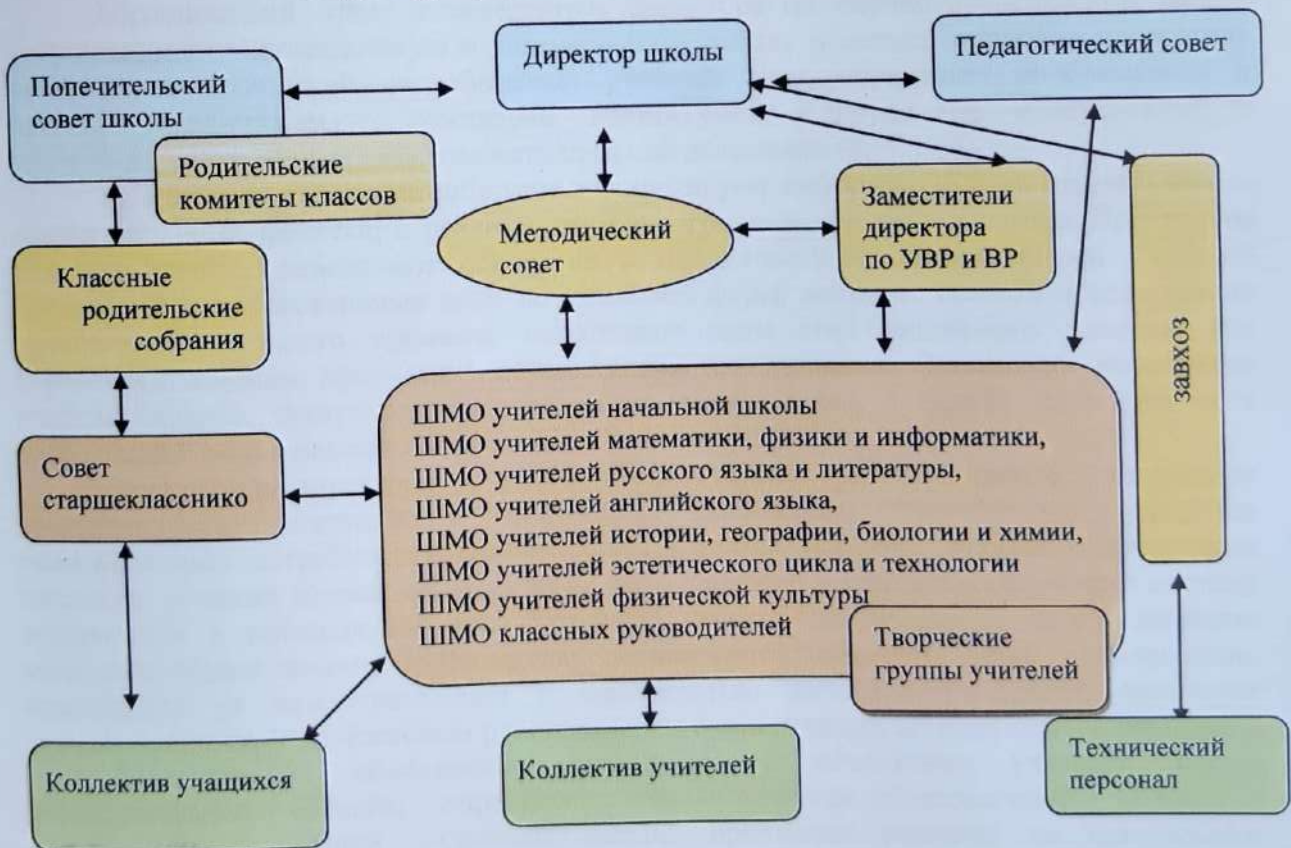 Директор школы
Педагогический совет
Попечительский
совет школы
Родительские
комитеты классов
Методический
совет
Заместители
директора
по УВР и ВР
завхоз
Классные
родительские
собрания
Совет
старшекласснико
ШМО учителей начальной школы
ШМО учителей математики, физики и информатики,
ШМО учителей русского языка и литературы,
ШМО учителей английского языка,
ШМО учителей истории, географии, биологии и химии,
ШМО учителей эстетического цикла и технологии
ШМО учителей физической культуры
ШМО классных руководителей
Творческие
группы учителей
Коллектив учащихся
Коллектив учителей
Технический
персонал